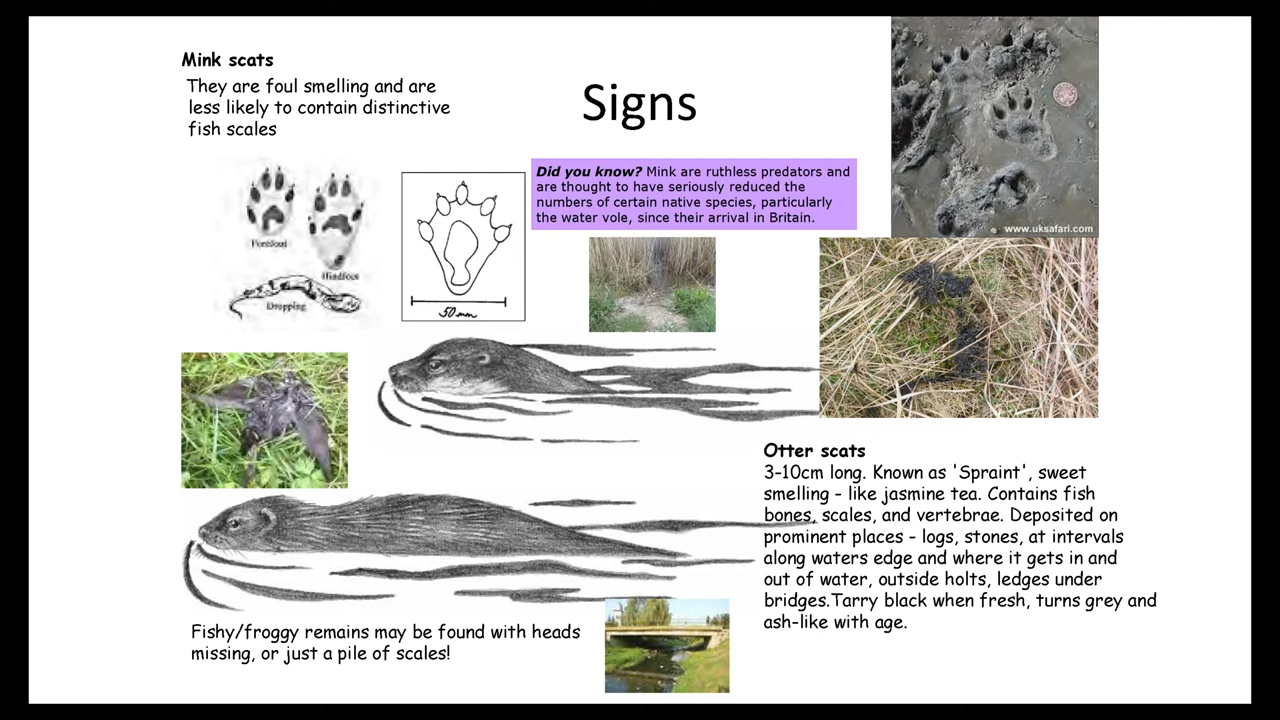 Mink scats
They are foul smelling and are
less likely to contain distinctive
fish scales
Signs
Did you know? Mink are ruthless predators and
are thought to have seriously reduced the
numbers of certain native species, particularly
the water vole, since their arrival in Britain.
www.uksafari.com
Forefoot
Hindfoot
Dropping
50 mm
Otter scats
3-10cm long. Known as 'Spraint', sweet
smelling - like jasmine tea. Contains fish
bones, scales, and vertebrae. Deposited on
prominent places - logs, stones, at intervals
along waters edge and where it gets in and
out of water, outside holts, ledges under
bridges.Tarry black when fresh, turns grey and
ash-like with age.
Fishy/froggy remains may be found with heads
missing, or just a pile of scales!